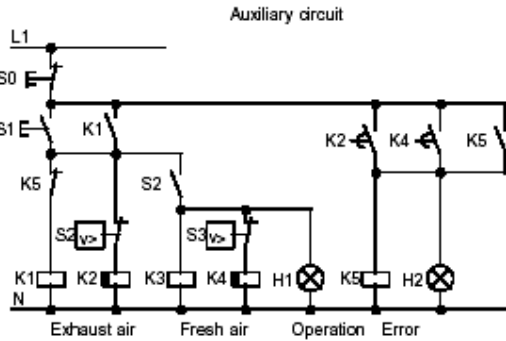 Auxiliary circuit
L1
S0
S1 K1 K2 K4 K5
K5 S2
S2 v> S3 v>
K1 K2 K3 K4 H1 K5 H2
N
Exhaust air Fresh air Operation Error